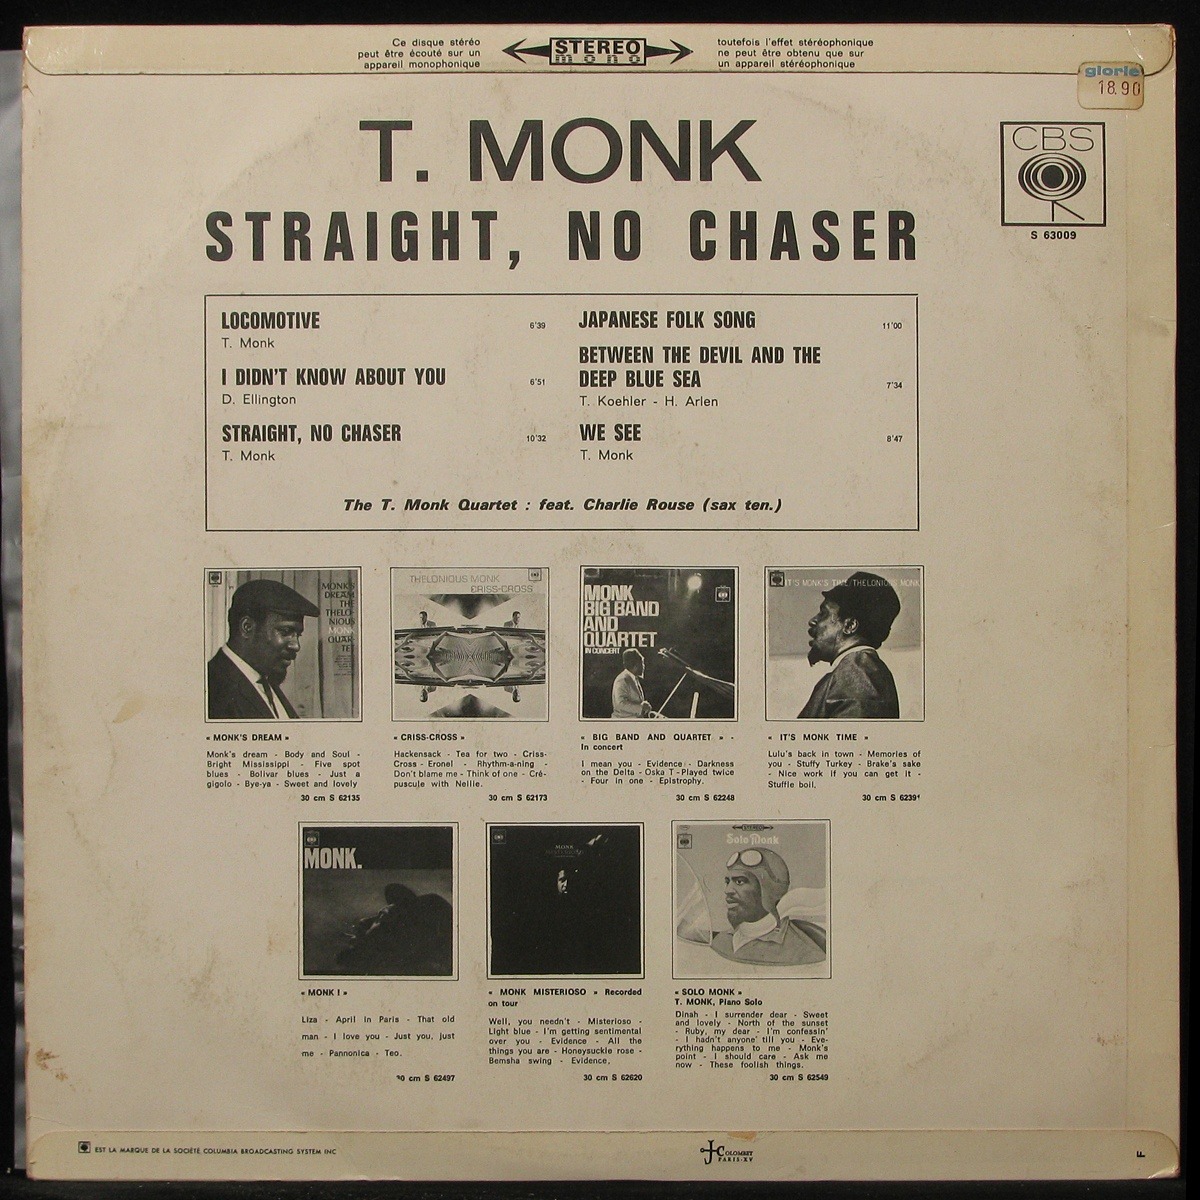 Ce disque stéréo
peut être écouté sur un
appareil monophonique
STEREO
mono
toutefois l'effet stéréophonique
ne peut être obtenu que sur
un appareil stéréophonique
glorie
18.90
T. MONK
STRAIGHT, NO CHASER
CBS
S 63009
LOCOMOTIVE 6'39
T. Monk
I DIDN'T KNOW ABOUT YOU 6'51
D. Ellington
STRAIGHT, NO CHASER 10'32
T. Monk
JAPANESE FOLK SONG 11'00
BETWEEN THE DEVIL AND THE
DEEP BLUE SEA 7'34
T. Koehler - H. Arlen
WE SEE 8'47
T. Monk
The T. Monk Quartet : feat. Charlie Rouse (sax ten.)
MONK'S
DREAM
THE
THELO-
NIOUS
MONK
QUAR-
TET
« MONK'S DREAM »
Monk's dream - Body and Soul -
Bright Mississippi - Five spot
blues - Bolivar blues - Just a
gigolo - Bye-ya - Sweet and lovely
30 cm S 62135
THELONIOUS MONK
CRISS-CROSS
« CRISS-CROSS »
Hackensack - Tea for two - Criss-
Cross - Eronel - Rhythm-a-ning -
Don't blame me - Think of one - Cré-
puscule with Nellie.
30 cm S 62173
MONK
BIG BAND
AND
QUARTET
IN CONCERT
« BIG BAND AND QUARTET » -
In concert
I mean you - Evidence - Darkness
on the Delta - Oska T - Played twice
- Four in one - Epistrophy.
30 cm S 62248
IT'S MONK'S TIME/THELONIOUS MONK
« IT'S MONK TIME »
Lulu's back in town - Memories of
you - Stuffy Turkey - Brake's sake
- Nice work if you can get it -
Stuffle boil.
30 cm S 62391
MONK.
« MONK ! »
Liza - April in Paris - That old
man - I love you - Just you, just
me - Pannonica - Teo.
30 cm S 62497
MONK
MISTERIOSO
« MONK MISTERIOSO » Recorded
on tour
Well, you needn't - Misterioso -
Light blue - I'm getting sentimental
over you - Evidence - All the
things you are - Honeysuckle rose -
Bemsha swing - Evidence.
30 cm S 62620
STEREO
Solo Monk
« SOLO MONK »
T. MONK, Piano Solo
Dinah - I surrender dear - Sweet
and lovely - North of the sunset
- Ruby, my dear - I'm confessin'
- I hadn't anyone till you - Eve-
rything happens to me - Monk's
point - I should care - Ask me
now - These foolish things.
30 cm S 62549
EST LA MARQUE DE LA SOCIÉTÉ COLUMBIA BROADCASTING SYSTEM INC
J COLOMBET
PARIS-XV
F